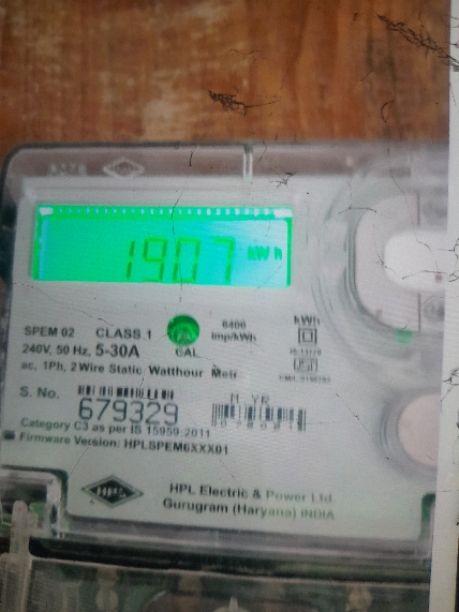 1907 kWh
SPEM 02 CLASS 1
6400
imp/kWh
kWh
240V, 50 Hz, 5-30A
CAL
ac, 1Ph, 2 Wire Static Watthour Metr
S. No.
679329
M YR
Category C3 as per IS 15959:2011
Firmware Version: HPLSPEM6XXX01
HPL
HPL Electric & Power Ltd.
Gurugram (Haryana) INDIA